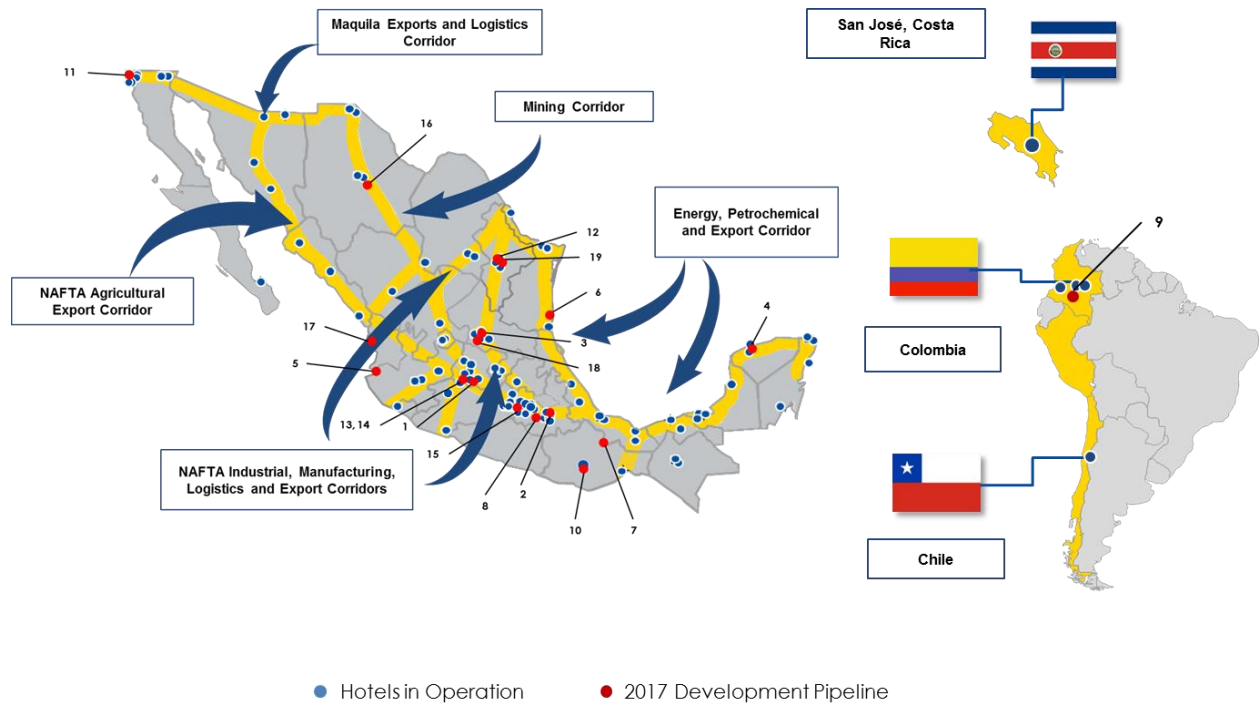 Maquila Exports and Logistics
Corridor
San José, Costa
Rica
11
Mining Corridor
16
Energy, Petrochemical
and Export Corridor
12
19
9
NAFTA Agricultural
Export Corridor
6
4
17
3
Colombia
5
18
13, 14
1
15
NAFTA Industrial, Manufacturing,
Logistics and Export Corridors
2
8
10
7
Chile
Hotels in Operation
2017 Development Pipeline